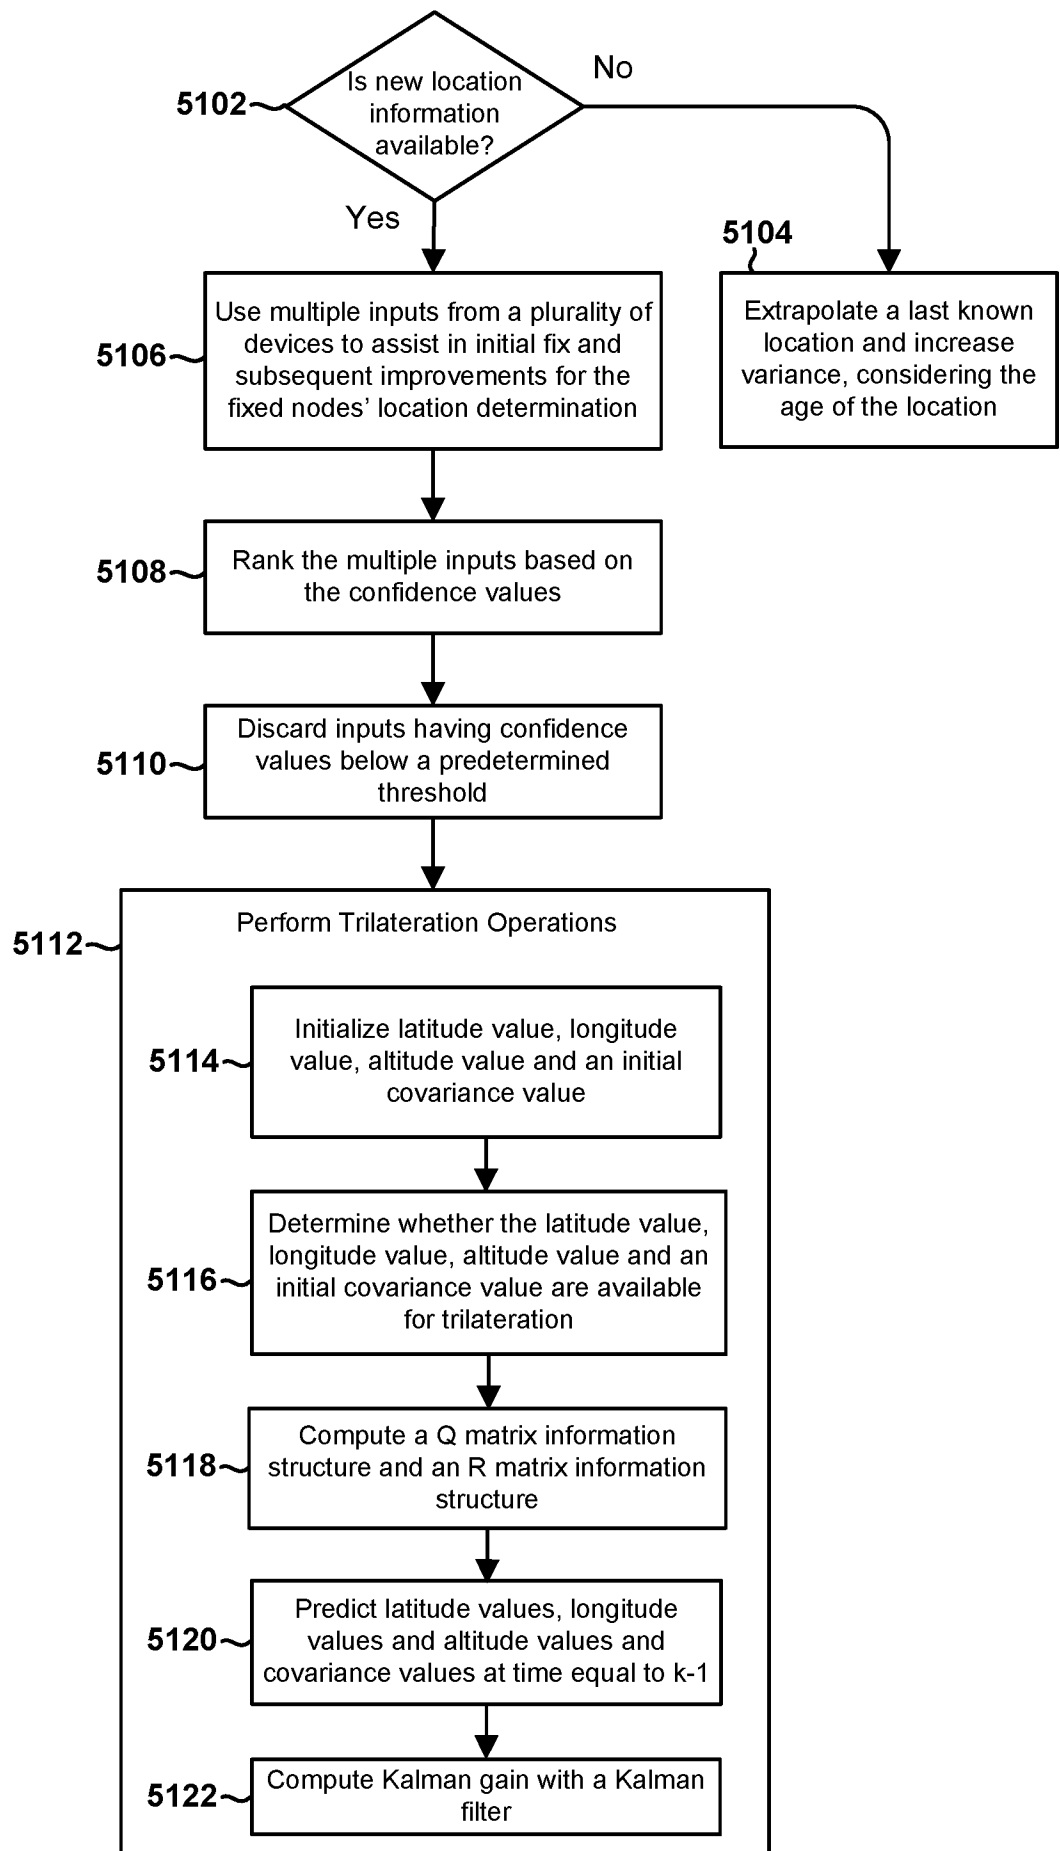 5102
Is new location
information
available?
No
Yes
5104
Extrapolate a last known
location and increase
variance, considering the
age of the location
5106
Use multiple inputs from a plurality of
devices to assist in initial fix and
subsequent improvements for the
fixed nodes' location determination
5108
Rank the multiple inputs based on
the confidence values
5110
Discard inputs having confidence
values below a predetermined
threshold
5112
Perform Trilateration Operations
5114
Initialize latitude value, longitude
value, altitude value and an initial
covariance value
5116
Determine whether the latitude value,
longitude value, altitude value and an
initial covariance value are available
for trilateration
5118
Compute a Q matrix information
structure and an R matrix information
structure
5120
Predict latitude values, longitude
values and altitude values and
covariance values at time equal to k-1
5122
Compute Kalman gain with a Kalman
filter